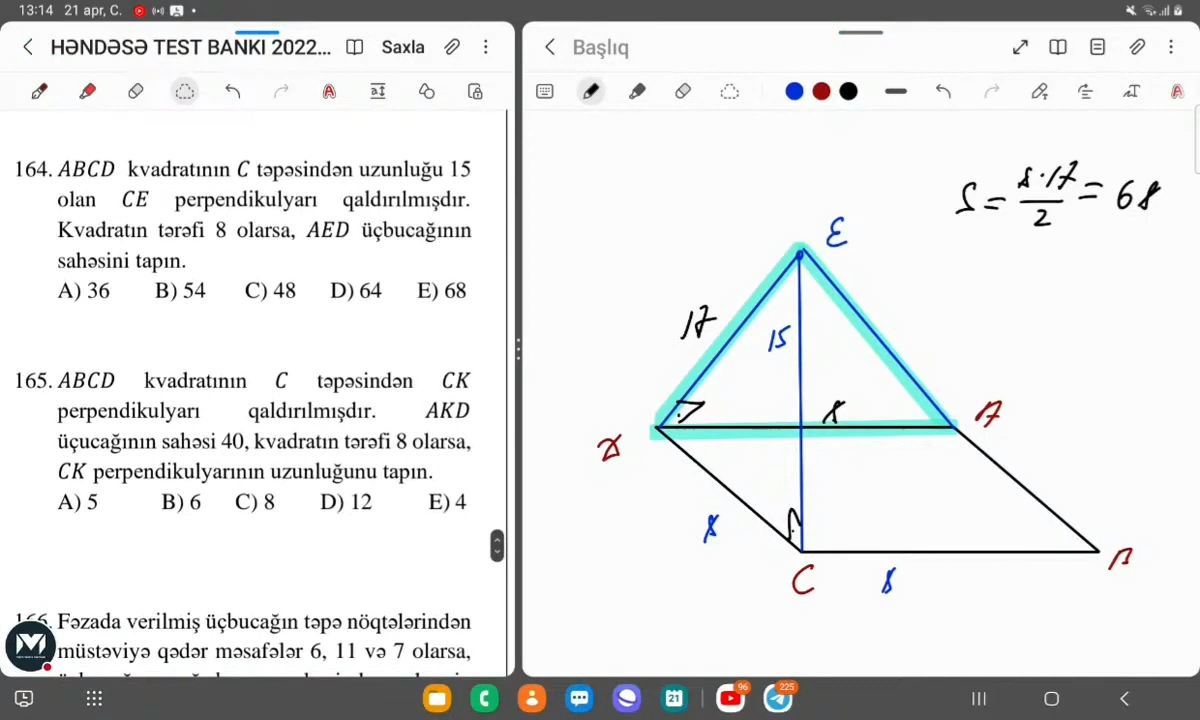 13:14 21 apr, C.
HƏNDƏSƏ TEST BANKI 2022... Saxla
164. ABCD kvadratının C təpəsindən uzunluğu 15
olan CE perpendikulyarı qaldırılmışdır.
Kvadratın tərəfi 8 olarsa, AED üçbucağının
sahəsini tapın.
A) 36 B) 54 C) 48 D) 64 E) 68
165. ABCD kvadratının C təpəsindən CK
perpendikulyarı qaldırılmışdır. AKD
üçucağının sahəsi 40, kvadratın tərəfi 8 olarsa,
CK perpendikulyarının uzunluğunu tapın.
A) 5 B) 6 C) 8 D) 12 E) 4
166. Fəzada verilmiş üçbucağın təpə nöqtələrindən
müstəviyə qədər məsafələr 6, 11 və 7 olarsa,
Başlıq
S = 8·17/2 = 68
E
17
15
8
D
A
8
C
8
B
21
96
225